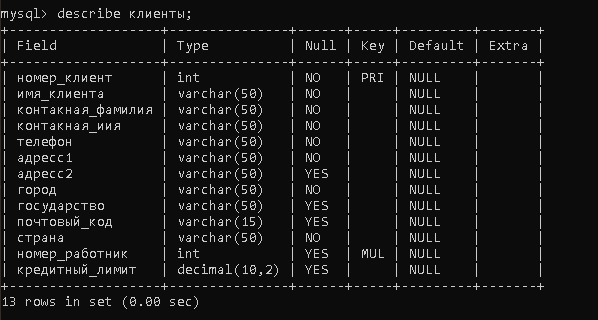 mysql> describe клиенты;
+------------------+---------------+------+-----+---------+-------+
| Field | Type | Null | Key | Default | Extra |
+------------------+---------------+------+-----+---------+-------+
| номер_клиент | int | NO | PRI | NULL | |
| имя_клиента | varchar(50) | NO | | NULL | |
| контакная_фамилия | varchar(50) | NO | | NULL | |
| контакная_иия | varchar(50) | NO | | NULL | |
| телефон | varchar(50) | NO | | NULL | |
| адресс1 | varchar(50) | NO | | NULL | |
| адресс2 | varchar(50) | YES | | NULL | |
| город | varchar(50) | NO | | NULL | |
| государство | varchar(50) | YES | | NULL | |
| почтовый_код | varchar(15) | YES | | NULL | |
| страна | varchar(50) | NO | | NULL | |
| номер_работник | int | YES | MUL | NULL | |
| кредитный_лимит | decimal(10,2) | YES | | NULL | |
+------------------+---------------+------+-----+---------+-------+
13 rows in set (0.00 sec)